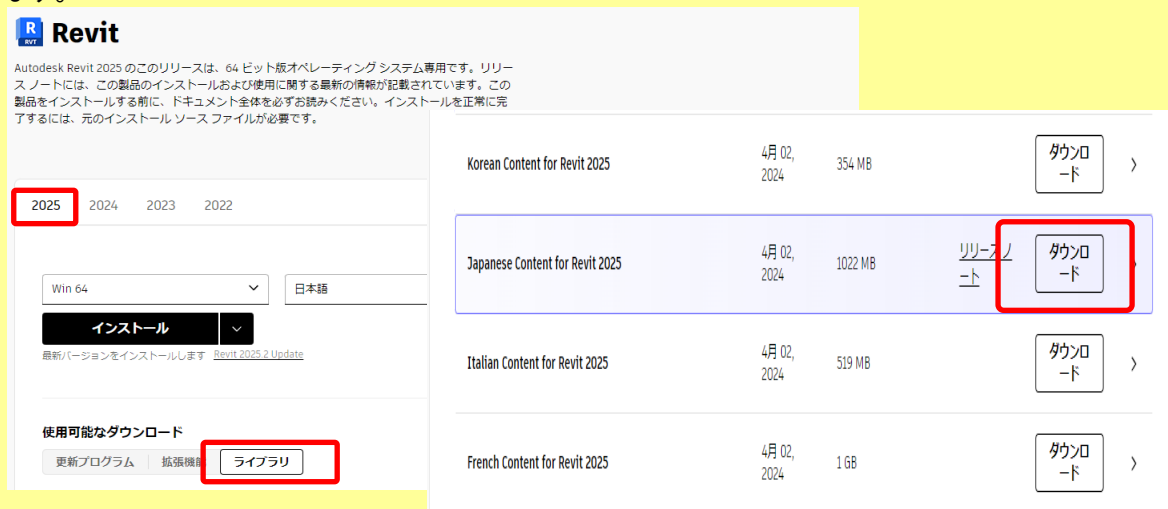 ます。
R
RVT
Revit
Autodesk Revit 2025 のこのリリースは、64 ビット版オペレーティング システム専用です。リリー
ス ノートには、この製品のインストールおよび使用に関する最新の情報が記載されています。この
製品をインストールする前に、ドキュメント全体を必ずお読みください。インストールを正常に完
了するには、元のインストール ソース ファイルが必要です。
2025 2024 2023 2022
Win 64 日本語
インストール
最新バージョンをインストールします Revit 2025.2 Update
使用可能なダウンロード
更新プログラム 拡張機能 ライブラリ
Korean Content for Revit 2025
4月 02,
2024
354 MB
ダウンロ
ード
Japanese Content for Revit 2025
4月 02,
2024
1022 MB
リリース ノ
ート
ダウンロ
ード
Italian Content for Revit 2025
4月 02,
2024
519 MB
ダウンロ
ード
French Content for Revit 2025
4月 02,
2024
1 GB
ダウンロ
ード